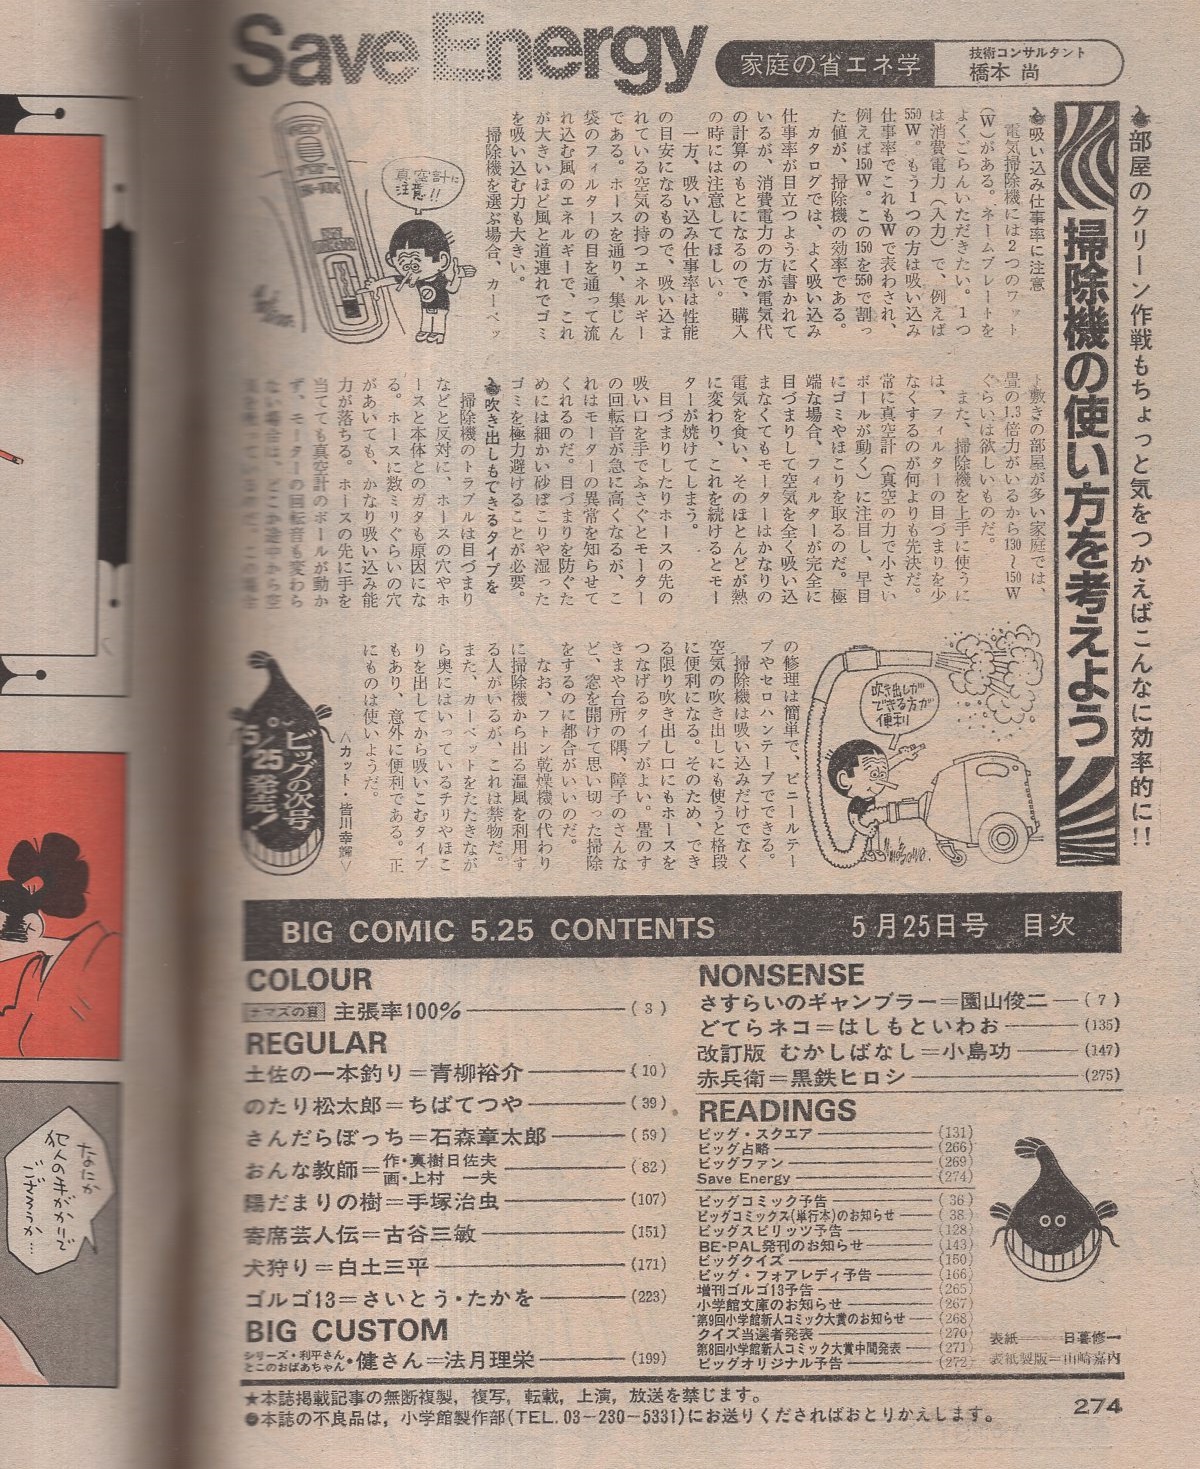 Save Energy
家庭の省エネ学
技術コンサルタント
橋本 尚
部屋のクリーン作戦もちょっと気をつかえばこんなに効率的に!!
掃除機の使い方を考えよう
吸い込み仕事率に注意
電気掃除機には2つのワット
(W)がある。ネームプレートを
よくごらんいただきたい。1つ
は消費電力(入力)で、例えば
550W。もう1つの方は吸い込み
仕事率でこれもWで表わされ、
例えば150W。この150を550で割っ
た値が、掃除機の効率である。
カタログでは、よく吸い込み
仕事率が目立つように書かれて
いるが、消費電力の方が電気代
の計算のもとになるので、購入
の時には注意してほしい。
一方、吸い込み仕事率は性能
の目安になるもので、吸い込ま
れている空気の持つエネルギー
である。ホースを通り、集じん
袋のフィルターの目を通って流
れ込む風のエネルギーで、これ
が大きいほど風と道連れでゴミ
を吸い込む力も大きい。
掃除機を選ぶ場合、カーペッ
真空計に
注意!!
ト敷きの部屋が多い家庭では、
畳の1.3倍力がいるから130〜150W
ぐらいは欲しいものだ。
また、掃除機を上手に使うに
は、フィルターの目づまりを少
なくするのが何よりも先決だ。
常に真空計(真空の力で小さい
ボールが動く)に注目し、早目
にゴミやほこりを取るのだ。極
端な場合、フィルターが完全に
目づまりして空気を全く吸い込
まなくてもモーターはかなりの
電気を食い、そのほとんどが熱
に変わり、これを続けるとモー
ターが焼けてしまう。
目づまりしたりホースの先の
吸い口を手でふさぐとモーター
の回転音が急に高くなるが、こ
れはモーターの異常を知らせて
くれるのだ。目づまりを防ぐた
めには細かい砂ぼこりや湿った
ゴミを極力避けることが必要。
吹き出しもできるタイプを
掃除機のトラブルは目づまり
などと反対に、ホースの穴やホ
ースと本体とのガタも原因にな
る。ホースに数ミリぐらいの穴
があいても、かなり吸い込み能
力が落ちる。ホースの先に手を
当てても真空計のボールが動か
ず、モーターの回転音も変わら
ない場合は、どこか途中から空
の修理は簡単で、ビニールテー
プやセロハンテープでできる。
掃除機は吸い込みだけでなく
空気の吹き出しにも使うと格段
に便利になる。そのため、でき
る限り吹き出し口にもホースを
つなげるタイプがよい。畳のす
きまや台所の隅、障子のさんな
ど、窓を開けて思い切った掃除
をするのに都合がいいのだ。
なお、フトン乾燥機の代わり
に掃除機から出る温風を利用す
る人がいるが、これは禁物だ。
また、カーペットをたたきなが
ら奥にはいっているチリやほこ
りを出してから吸いこむタイプ
もあり、意外に便利である。正
にものは使いようだ。
〈カット・皆川幸輝〉
吹き出しが
できる方が
便利
ビッグの次号
5/25発売!
BIG COMIC 5.25 CONTENTS 5月25日号 目次
COLOUR
ナマズの首 主張率100% (3)
REGULAR
土佐の一本釣り=青柳裕介 (10)
のたり松太郎=ちばてつや (39)
さんだらぼっち=石森章太郎 (59)
おんな教師=作・真樹日佐夫 画・上村一夫 (82)
陽だまりの樹=手塚治虫 (107)
寄席芸人伝=古谷三敏 (151)
犬狩り=白土三平 (171)
ゴルゴ13=さいとう・たかを (223)
BIG CUSTOM
シリーズ・利平さんとこのおばあちゃん・健さん=法月理栄 (199)
NONSENSE
さすらいのギャンブラー=園山俊二 (7)
どてらネコ=はしもといわお (135)
改訂版 むかしばなし=小島功 (147)
赤兵衛=黒鉄ヒロシ (275)
READINGS
ビッグ・スクエア (131)
ビッグ占略 (266)
ビッグファン (269)
Save Energy (274)
ビッグコミック予告 (36)
ビッグコミックス(単行本)のお知らせ (38)
ビッグスピリッツ予告 (128)
BE-PAL発刊のお知らせ (143)
ビッグクイズ (150)
ビッグ・フォアレディ予告 (166)
増刊ゴルゴ13予告 (265)
小学館文庫のお知らせ (267)
第9回小学館新人コミック大賞のお知らせ (268)
クイズ当選者発表 (270)
第8回小学館新人コミック大賞中間発表 (271)
ビッグオリジナル予告 (272)
表紙 日暮修一
表紙製版=山崎嘉内
★本誌掲載記事の無断複製,複写,転載,上演,放送を禁じます。
●本誌の不良品は,小学館製作部(TEL.03-230-5331)にお送りくださればおとりかえします。
274
なにか
犯人の手がかりで
ござろうか…